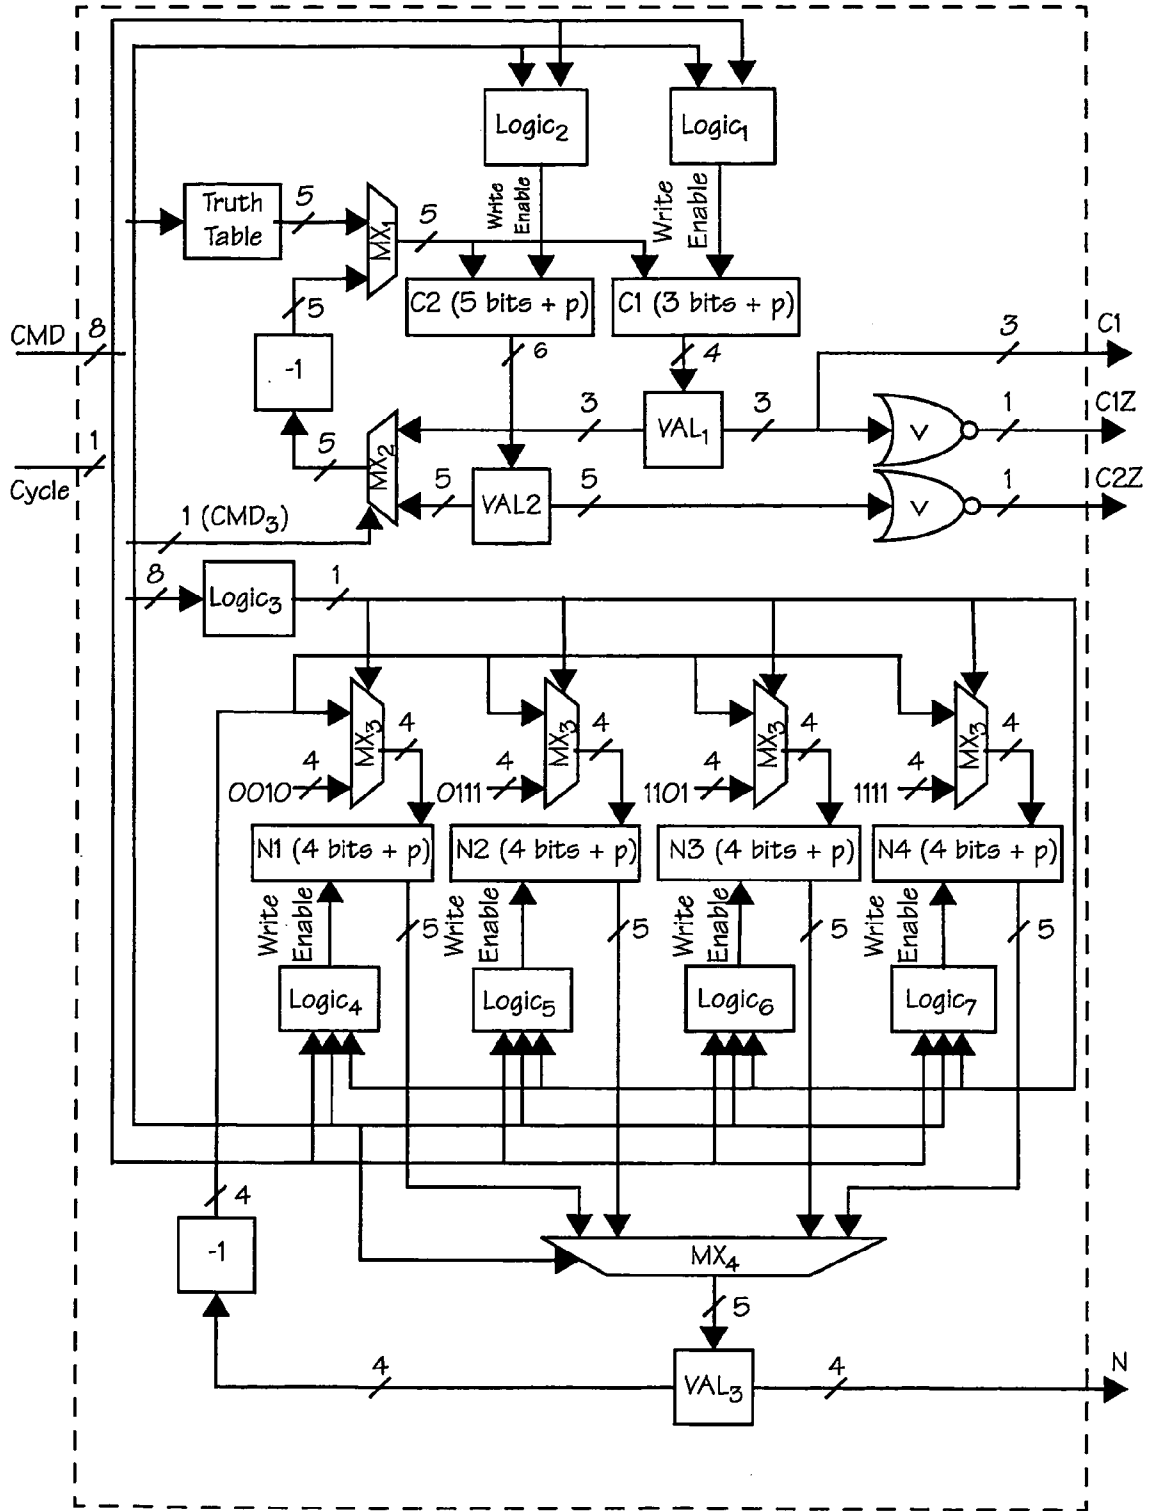 Logic2
Logic1
Write
Enable
Write
Enable
Truth
Table
5
MX1
5
C2 (5 bits + p)
C1 (3 bits + p)
5
CMD
8
-1
6
4
3
C1
3
VAL1
3
V
1
C1Z
1
Cycle
5
MX2
5
VAL2
5
V
1
C2Z
1 (CMD3)
8
Logic3
1
MX3
4
MX3
4
MX3
4
MX3
4
4
0010
4
0111
4
1101
4
1111
N1 (4 bits + p)
N2 (4 bits + p)
N3 (4 bits + p)
N4 (4 bits + p)
Write
Enable
5
Write
Enable
5
Write
Enable
5
Write
Enable
5
Logic4
Logic5
Logic6
Logic7
4
-1
MX4
5
4
VAL3
4
N